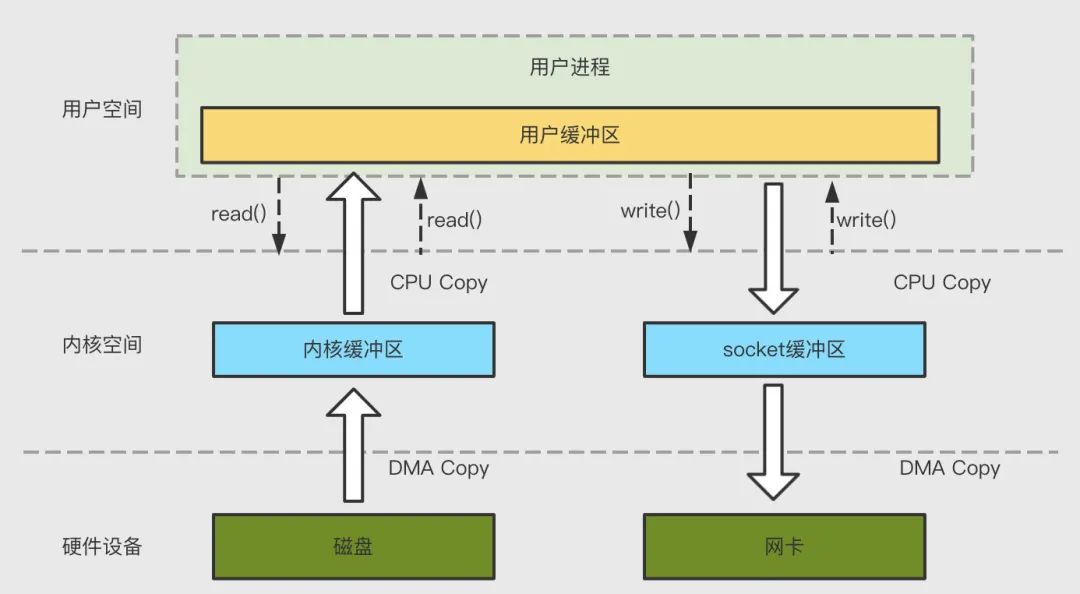 用户进程
用户空间
用户缓冲区
read()
read()
write()
write()
CPU Copy
CPU Copy
内核空间
内核缓冲区
socket缓冲区
DMA Copy
DMA Copy
硬件设备
磁盘
网卡